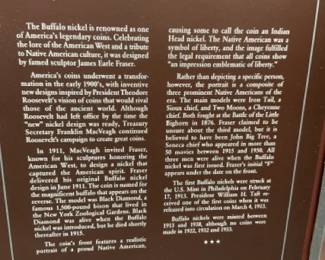 The Buffalo nickel is renowned as one
of America's legendary coins. Celebrating
the lore of the American West and a tribute
to Native American culture, it was designed
by famed sculptor James Earle Fraser.
America's coins underwent a transfor-
mation in the early 1900's, with inventive
new designs inspired by President Theodore
Roosevelt's vision of coins that would rival
those of the ancient world. Although
Roosevelt had left office by the time the
"new" nickel design was ready, Treasury
Secretary Franklin MacVeagh continued
Roosevelt's campaign to create great coins.
In 1911, MacVeagh invited Fraser,
known for his sculptures honoring the
American West, to design a nickel that
captured the American spirit. Fraser
delivered his original Buffalo nickel
design in June 1911. The coin is named for
the magnificent buffalo that appears on the
reverse. The model was Black Diamond, a
famous 1,500-pound bison that lived in
the New York Zoological Gardens. Black
Diamond was alive when the Buffalo
nickel was introduced, but he died shortly
thereafter in 1915.
The coin's front features a realistic
portrait of a proud Native American,
causing some to call the coin an Indian
Head nickel. The Native American was a
symbol of liberty, and the image fulfilled
the legal requirement that all coins show
"an impression emblematic of liberty."
Rather than depicting a specific person,
however, the portrait is a composite of
three prominent Native Americans of the
era. The main models were Iron Tail, a
Sioux chief, and Two Moons, a Cheyenne
chief. Both fought at the Battle of the Little
Bighorn in 1876. Fraser claimed to be
unsure about the third model, but it is
believed to have been John Big Tree, a
Seneca chief who appeared in more than
50 movies between 1915 and 1950. All
three men were alive when the Buffalo
nickel was first issued. Fraser's initial "F"
appears under the date on the front.
The first Buffalo nickels were struck at
the U.S. Mint in Philadelphia on February
17, 1913. President William H. Taft re-
ceived one of the first coins when it was
released into circulation on March 4, 1913.
Buffalo nickels were minted between
1913 and 1938, although no coins were
made in 1922, 1932 and 1933.
★ ★ ★